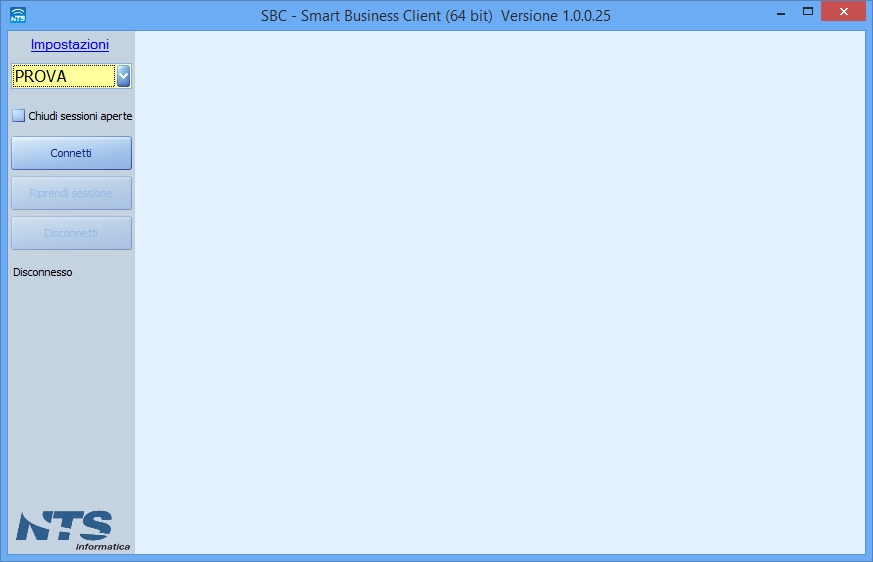 NTS
SBC - Smart Business Client (64 bit) Versione 1.0.0.25
Impostazioni
PROVA
Chiudi sessioni aperte
Connetti
Riprendi sessione
Disconnetti
Disconnesso
NTS
Informatica